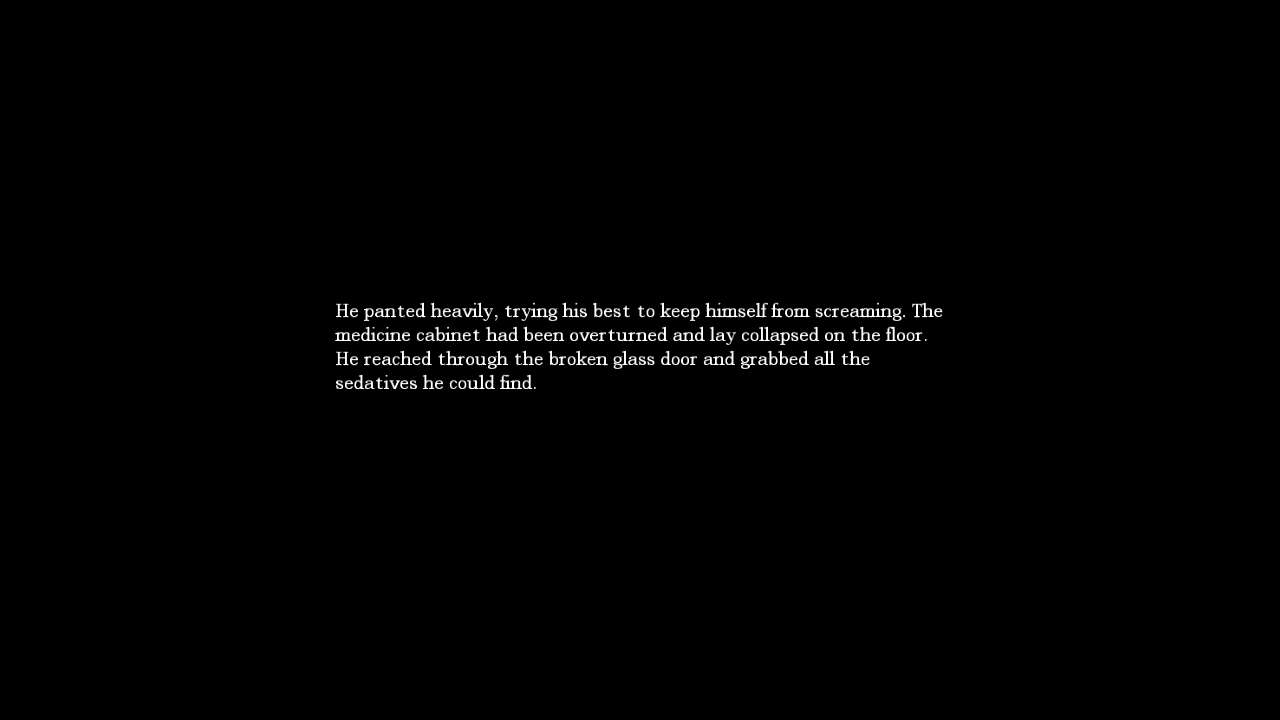 He panted heavily, trying his best to keep himself from screaming. The
medicine cabinet had been overturned and lay collapsed on the floor.
He reached through the broken glass door and grabbed all the
sedatives he could find.